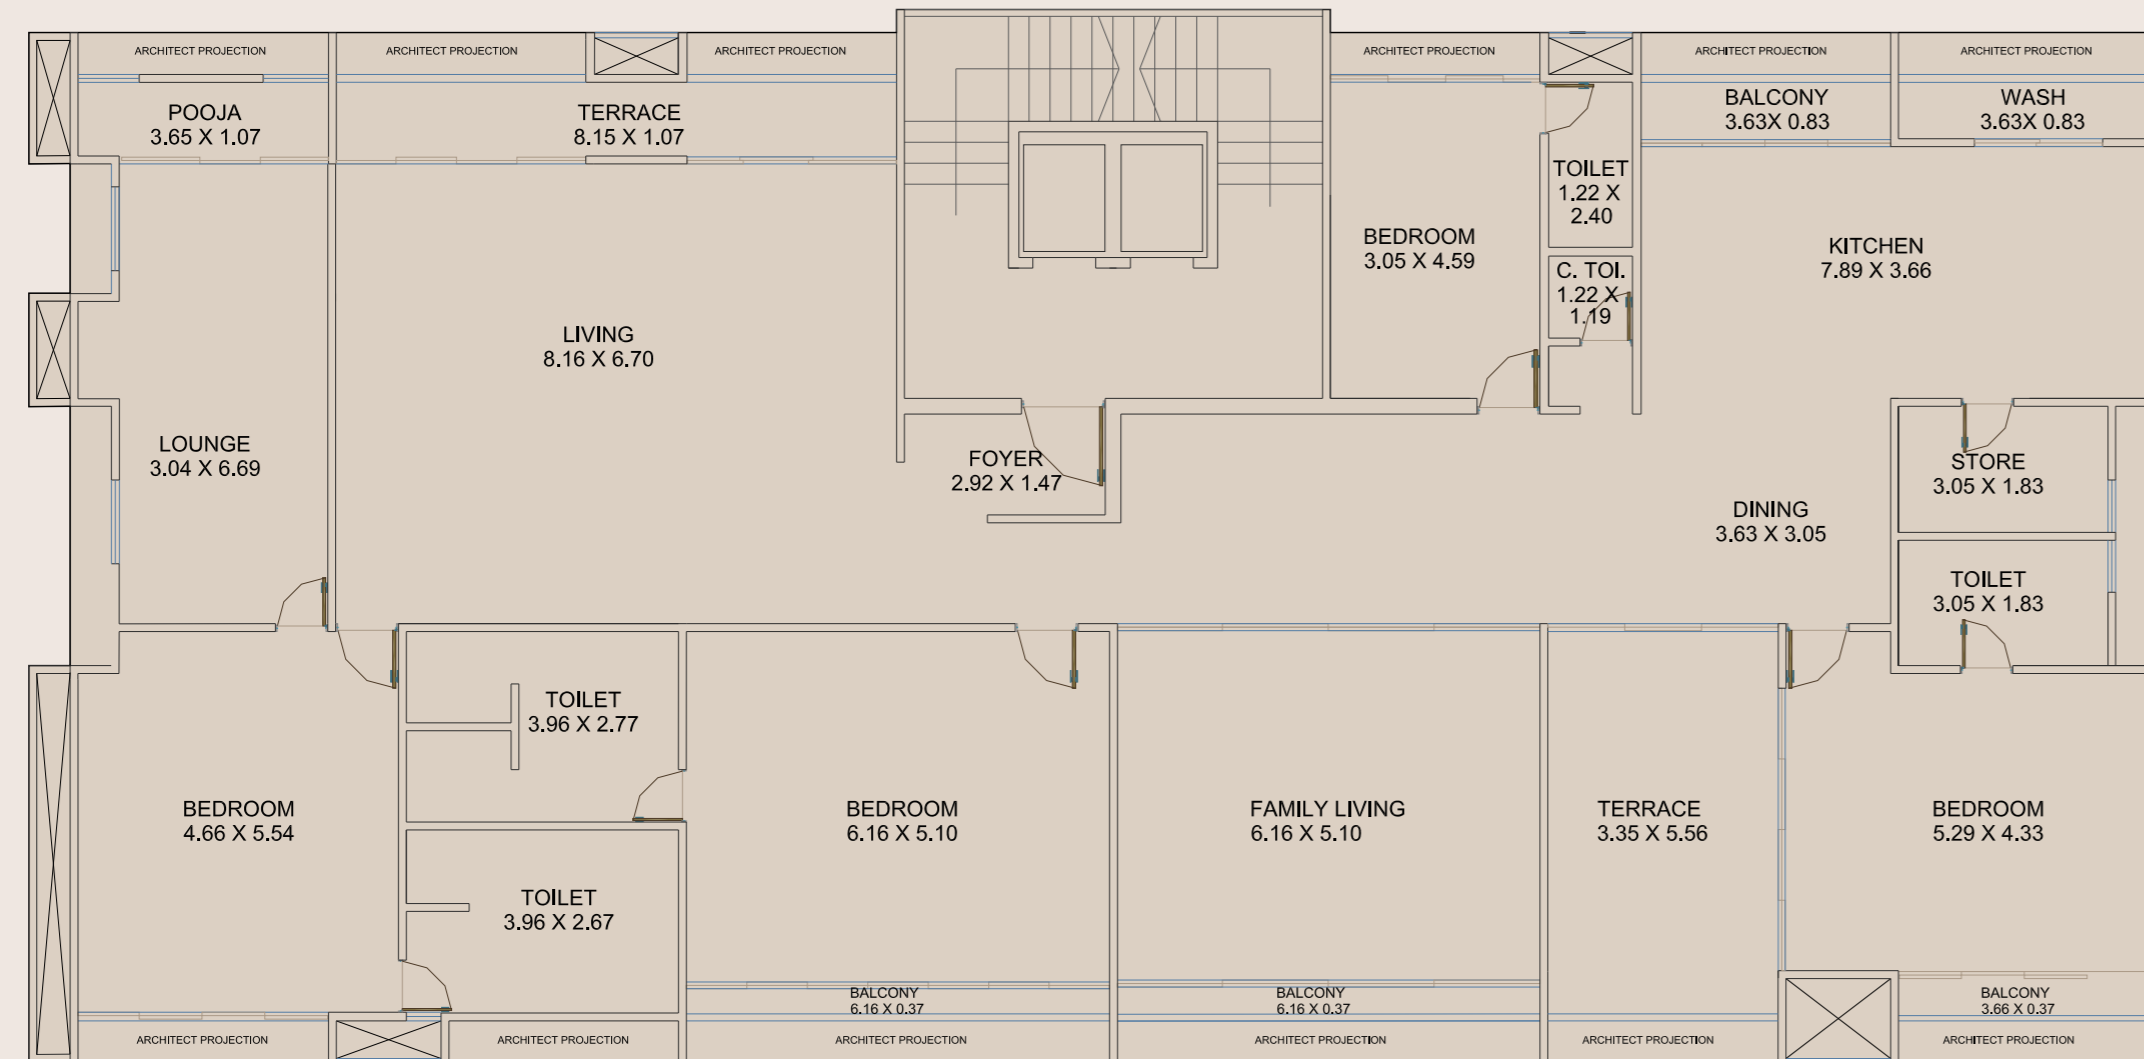 ARCHITECT PROJECTION
ARCHITECT PROJECTION
ARCHITECT PROJECTION
ARCHITECT PROJECTION
ARCHITECT PROJECTION
ARCHITECT PROJECTION
POOJA
3.65 X 1.07
TERRACE
8.15 X 1.07
BALCONY
3.63X 0.83
WASH
3.63X 0.83
TOILET
1.22 X
2.40
BEDROOM
3.05 X 4.59
C. TOI.
1.22 X
1.19
KITCHEN
7.89 X 3.66
LIVING
8.16 X 6.70
LOUNGE
3.04 X 6.69
FOYER
2.92 X 1.47
STORE
3.05 X 1.83
DINING
3.63 X 3.05
TOILET
3.05 X 1.83
TOILET
3.96 X 2.77
BEDROOM
4.66 X 5.54
BEDROOM
6.16 X 5.10
FAMILY LIVING
6.16 X 5.10
TERRACE
3.35 X 5.56
BEDROOM
5.29 X 4.33
TOILET
3.96 X 2.67
BALCONY
6.16 X 0.37
BALCONY
6.16 X 0.37
BALCONY
3.66 X 0.37
ARCHITECT PROJECTION
ARCHITECT PROJECTION
ARCHITECT PROJECTION
ARCHITECT PROJECTION
ARCHITECT PROJECTION
ARCHITECT PROJECTION